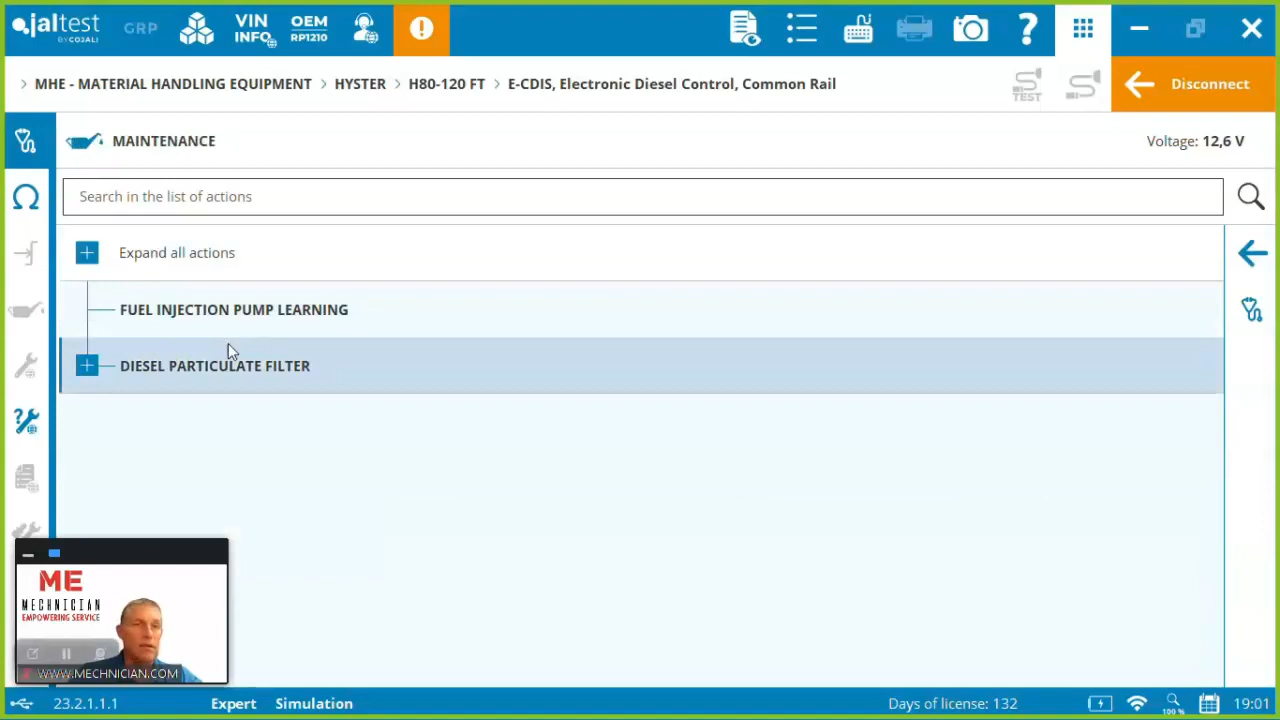 jaltest
BY COJALI
GRP
VIN
INFO
OEM
RP1210
> MHE - MATERIAL HANDLING EQUIPMENT > HYSTER > H80-120 FT > E-CDIS, Electronic Diesel Control, Common Rail
TEST
Disconnect
MAINTENANCE
Voltage: 12,6 V
Search in the list of actions
Expand all actions
FUEL INJECTION PUMP LEARNING
DIESEL PARTICULATE FILTER
ME
MECHNICIAN
EMPOWERING SERVICE
WWW.MECHNICIAN.COM
23.2.1.1.1
Expert
Simulation
Days of license: 132
100 %
19:01